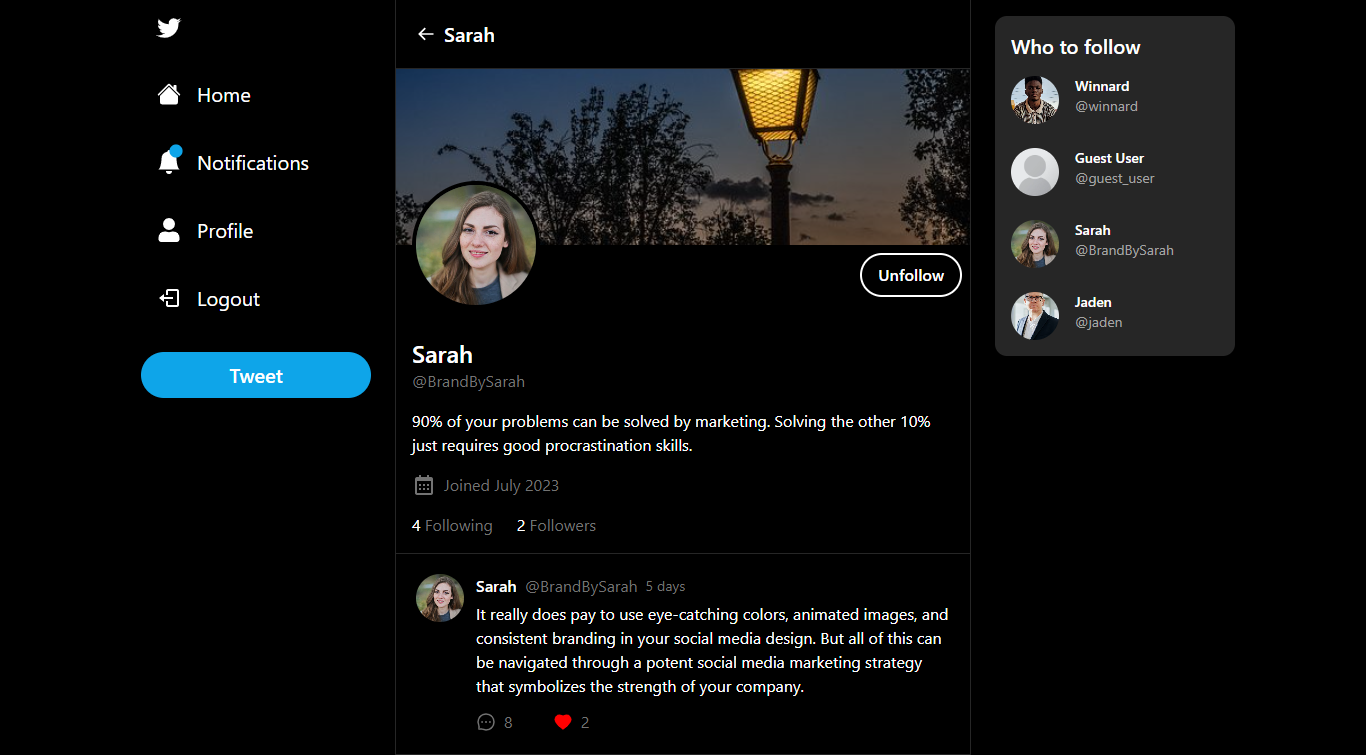 Home
Notifications
Profile
Logout
Tweet
Sarah
Unfollow
Sarah
@BrandBySarah
90% of your problems can be solved by marketing. Solving the other 10%
just requires good procrastination skills.
Joined July 2023
4 Following 2 Followers
Sarah @BrandBySarah 5 days
It really does pay to use eye-catching colors, animated images, and
consistent branding in your social media design. But all of this can
be navigated through a potent social media marketing strategy
that symbolizes the strength of your company.
8 2
Who to follow
Winnard
@winnard
Guest User
@guest_user
Sarah
@BrandBySarah
Jaden
@jaden